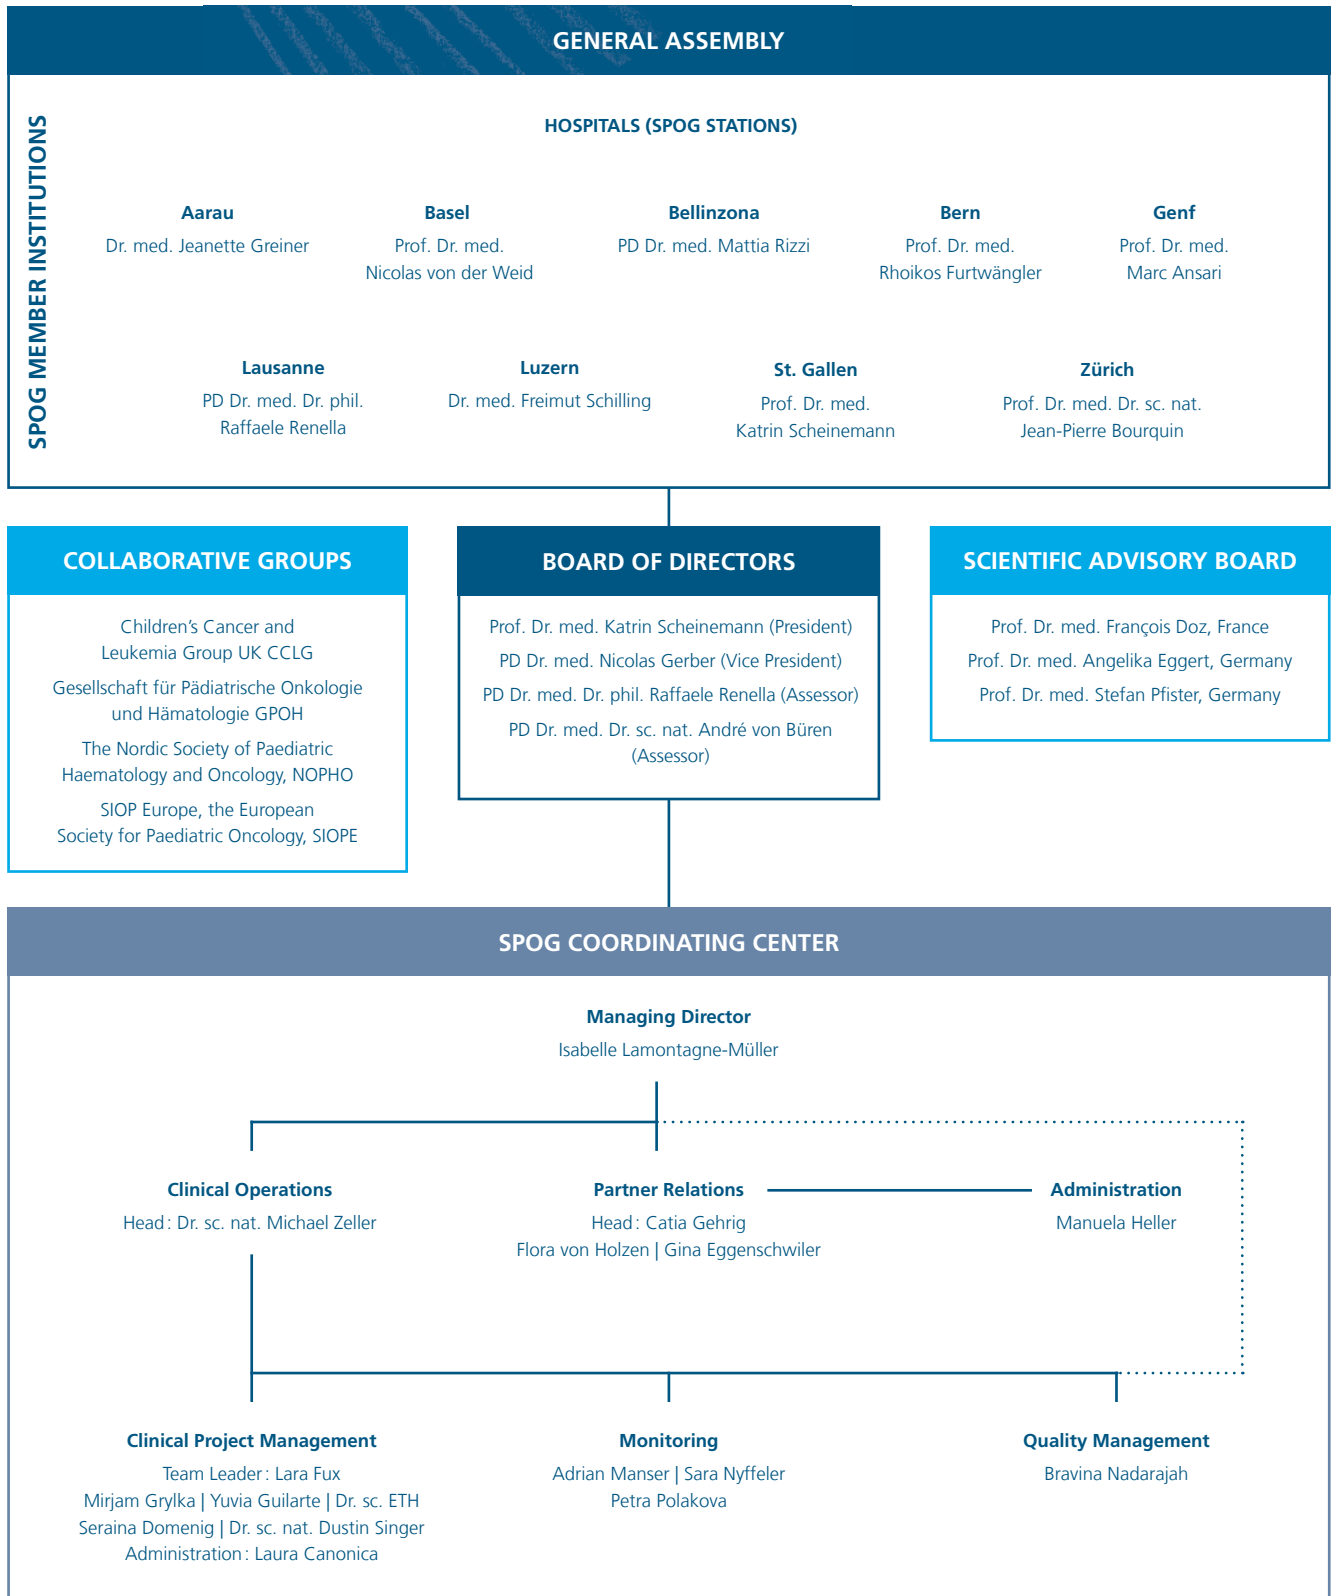 GENERAL ASSEMBLY
SPOG MEMBER INSTITUTIONS
HOSPITALS (SPOG STATIONS)
Aarau
Dr. med. Jeanette Greiner
Basel
Prof. Dr. med.
Nicolas von der Weid
Bellinzona
PD Dr. med. Mattia Rizzi
Bern
Prof. Dr. med.
Rhoikos Furtwängler
Genf
Prof. Dr. med.
Marc Ansari
Lausanne
PD Dr. med. Dr. phil.
Raffaele Renella
Luzern
Dr. med. Freimut Schilling
St. Gallen
Prof. Dr. med.
Katrin Scheinemann
Zürich
Prof. Dr. med. Dr. sc. nat.
Jean-Pierre Bourquin
COLLABORATIVE GROUPS
Children's Cancer and
Leukemia Group UK CCLG
Gesellschaft für Pädiatrische Onkologie
und Hämatologie GPOH
The Nordic Society of Paediatric
Haematology and Oncology, NOPHO
SIOP Europe, the European
Society for Paediatric Oncology, SIOPE
BOARD OF DIRECTORS
Prof. Dr. med. Katrin Scheinemann (President)
PD Dr. med. Nicolas Gerber (Vice President)
PD Dr. med. Dr. phil. Raffaele Renella (Assessor)
PD Dr. med. Dr. sc. nat. André von Büren
(Assessor)
SCIENTIFIC ADVISORY BOARD
Prof. Dr. med. François Doz, France
Prof. Dr. med. Angelika Eggert, Germany
Prof. Dr. med. Stefan Pfister, Germany
SPOG COORDINATING CENTER
Managing Director
Isabelle Lamontagne-Müller
Clinical Operations
Head: Dr. sc. nat. Michael Zeller
Partner Relations
Head: Catia Gehrig
Flora von Holzen | Gina Eggenschwiler
Administration
Manuela Heller
Clinical Project Management
Team Leader: Lara Fux
Mirjam Grylka | Yuvia Guilarte | Dr. sc. ETH
Seraina Domenig | Dr. sc. nat. Dustin Singer
Administration: Laura Canonica
Monitoring
Adrian Manser | Sara Nyffeler
Petra Polakova
Quality Management
Bravina Nadarajah